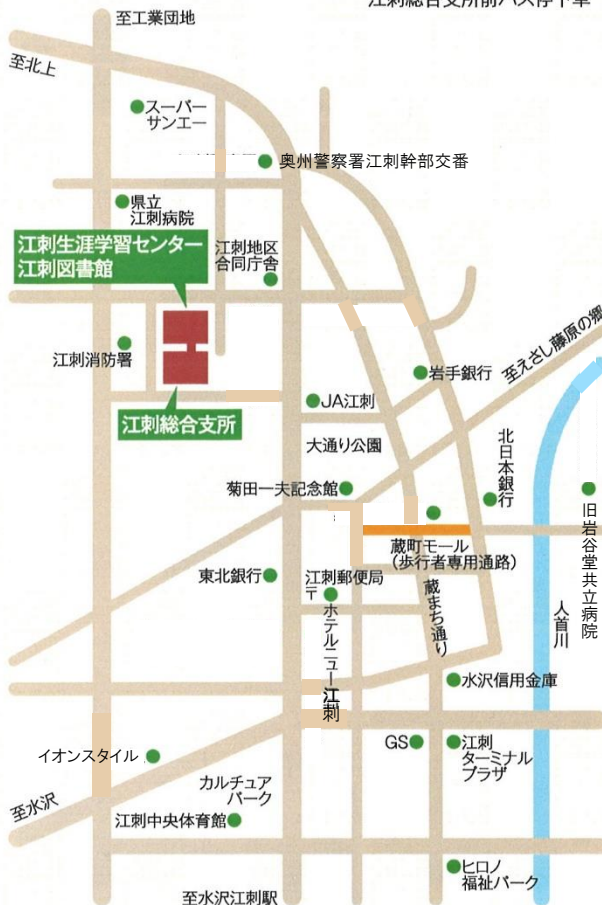 江刺総合支所前バス停下車
至工業団地
至北上
スーパー
サンエー
奥州警察署江刺幹部交番
県立
江刺病院
江刺生涯学習センター
江刺図書館
江刺地区
合同庁舎
至えさし藤原の郷
江刺消防署
岩手銀行
JA江刺
江刺総合支所
大通り公園
北日本銀行
菊田一夫記念館
旧岩谷堂共立病院
蔵町モール
(歩行者専用通路)
東北銀行
江刺郵便局
〒
ホテルニュー江刺
蔵まち通り
人首川
水沢信用金庫
イオンスタイル
GS
江刺
ターミナル
プラザ
カルチュア
パーク
至水沢
江刺中央体育館
ヒロノ
福祉パーク
至水沢江刺駅